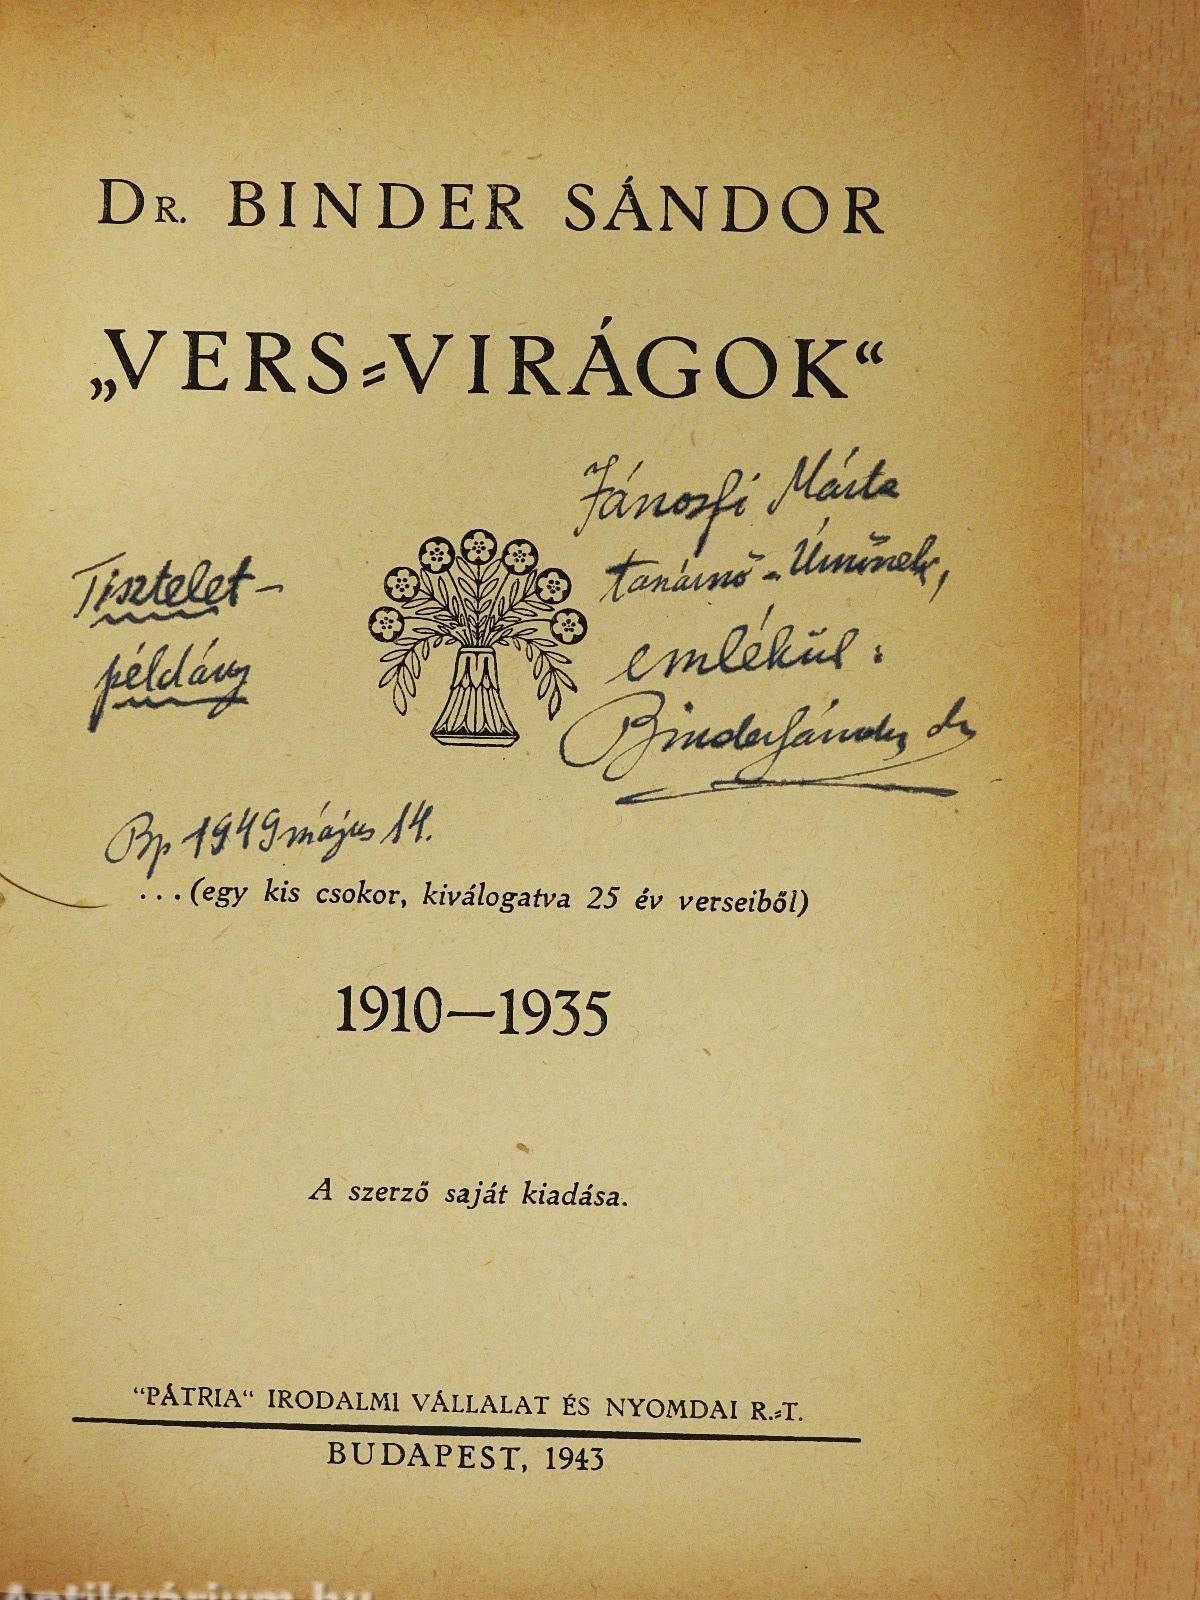 Dr. BINDER SÁNDOR
„VERS=VIRÁGOK“
Jánosfi Márta
tanárnő-Úrnőnek,
emlékül:
Binder Sándor dr
Tisztelet-
példány
Bp 1949 május 14.
...(egy kis csokor, kiválogatva 25 év verseiből)
1910—1935
A szerző saját kiadása.
“PÁTRIA“ IRODALMI VÁLLALAT ÉS NYOMDAI R.=T.
BUDAPEST, 1943
Antikvárium.hu